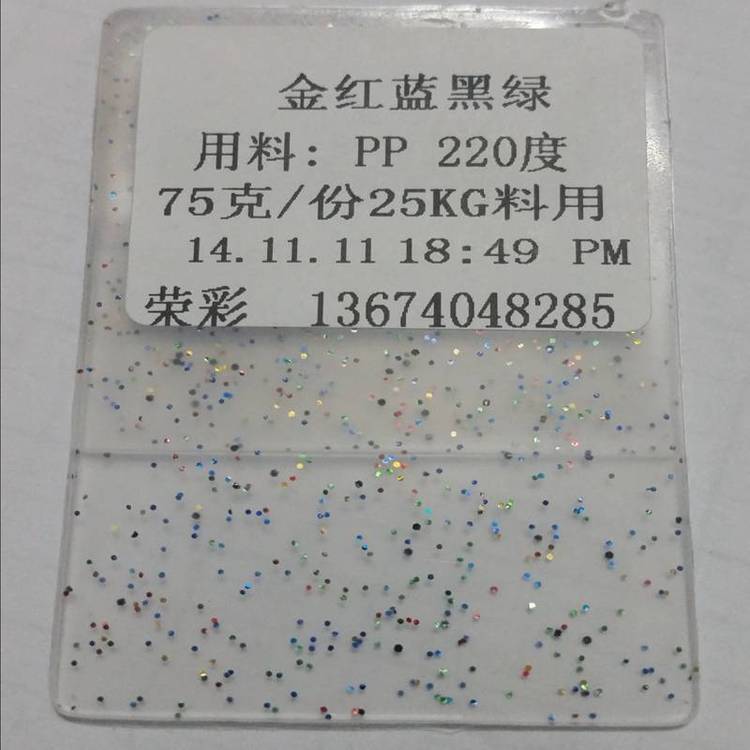 金红蓝黑绿
用料: PP 220度
75克/份25KG料用
14.11.11 18:49 PM
荣彩 13674048285